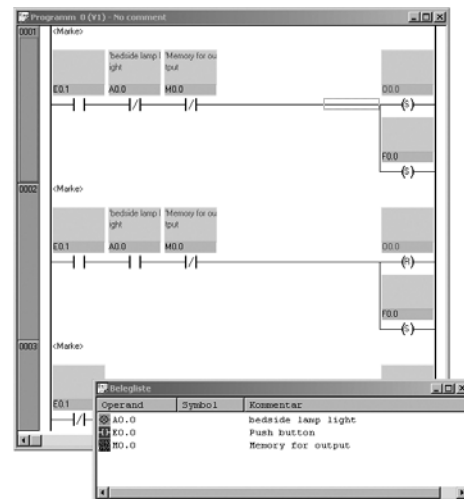 Programm 0 (V1) - No comment
0001
<Marke>
'bedside lamp l
ight
'Memory for ou
tput
E0.1
A0.0
M0.0
O0.0
(S)
F0.0
(S)
0002
<Marke>
'bedside lamp l
ight
'Memory for ou
tput
E0.1
A0.0
M0.0
O0.0
(R)
F0.0
(S)
0003
<Marke>
E0.1
Belegliste
Operand Symbol Kommentar
A0.0 bedside lamp light
E0.0 Push button
M0.0 Memory for output